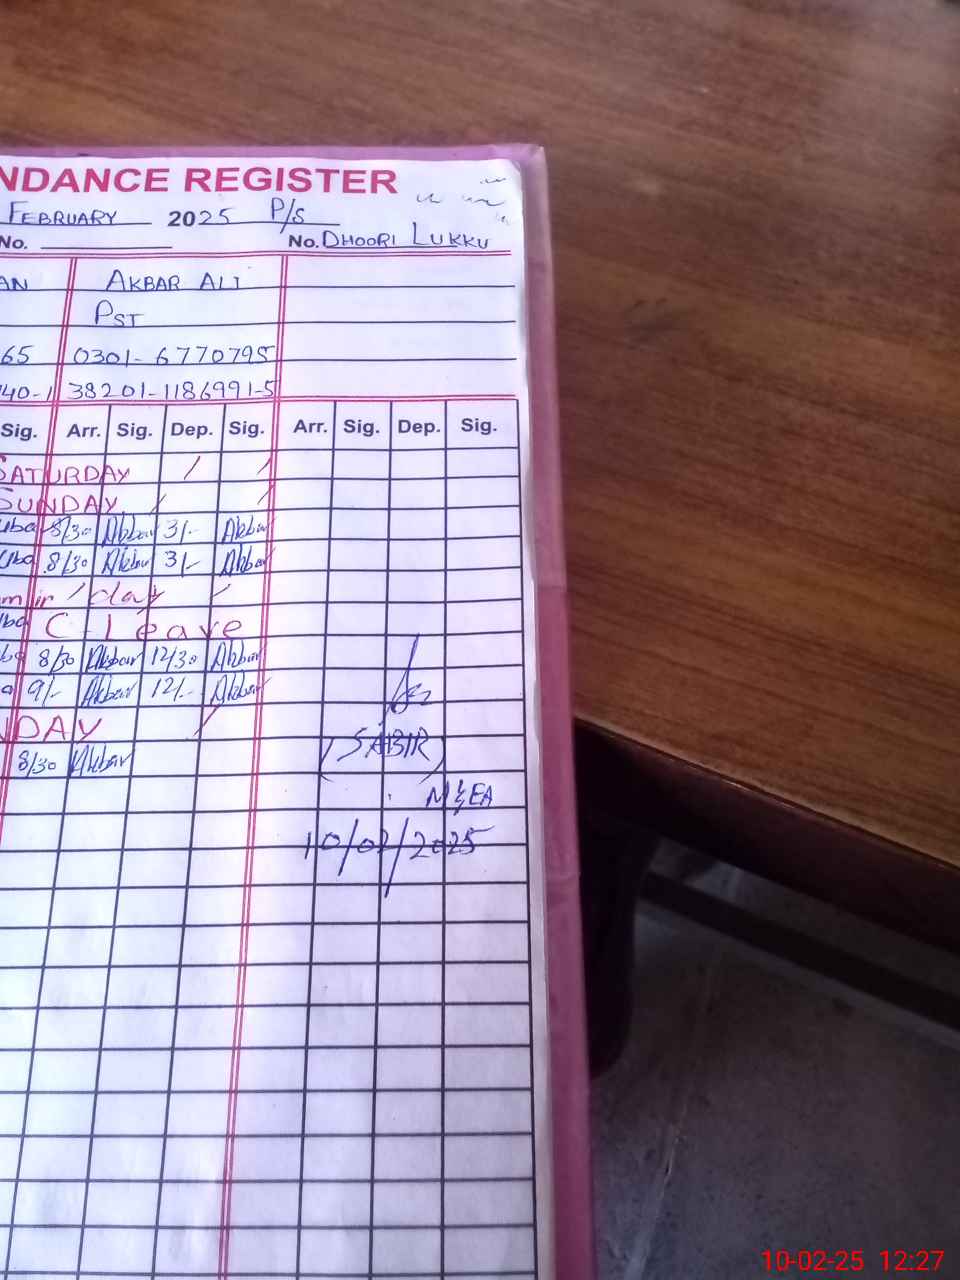 NDANCE REGISTER
FEBRUARY 2025 P/S
No. No. DHOORI LUKKU
AN AKBAR ALI
PST
65 0301-6770795
40-1 38201-1186991-5
Sig. Arr. Sig. Dep. Sig. Arr. Sig. Dep. Sig.
SATURDAY / /
SUNDAY / /
8/30 Akbar 3/- Akbar
8/30 Akbar 3/- Akbar
mir / day /
C-Leave
8/30 Akbar 12/30 Akbar
9/- Akbar 12/- Akbar
NDAY /
8/30 Akbar
(SABIR)
M&EA
10/02/2025
10-02-25 12:27